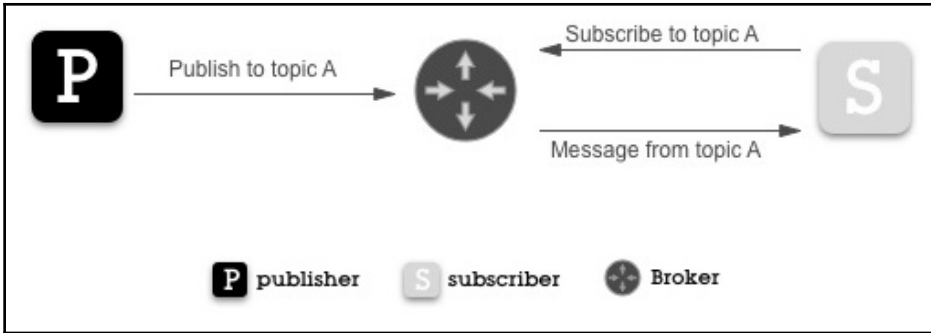 P
Publish to topic A
Subscribe to topic A
S
Message from topic A
P publisher
S subscriber
Broker